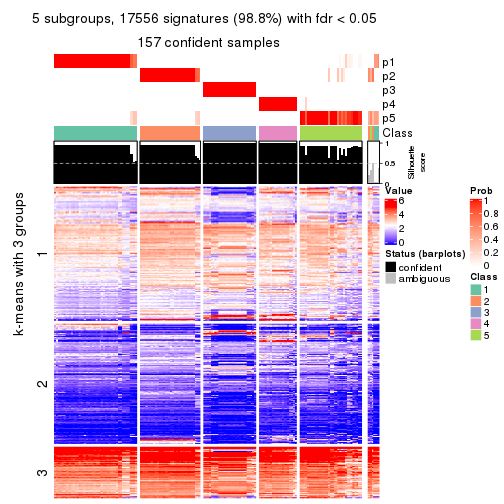 5 subgroups, 17556 signatures (98.8%) with fdr < 0.05
157 confident samples
p1
p2
p3
p4
p5
Class
1
0.5
0
Silhouette
score
k-means with 3 groups
1
2
3
Value
6
4
2
0
Status (barplots)
confident
ambiguous
Prob
1
0.8
0.6
0.4
0.2
0
Class
1
2
3
4
5